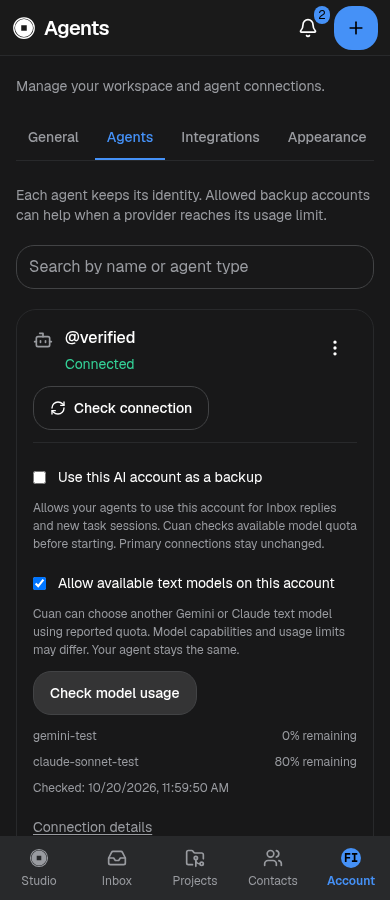 Agents
2
Manage your workspace and agent connections.
General
Agents
Integrations
Appearance
Each agent keeps its identity. Allowed backup accounts
can help when a provider reaches its usage limit.
Search by name or agent type
@verified
Connected
Check connection
Use this AI account as a backup
Allows your agents to use this account for Inbox replies
and new task sessions. Cuan checks available model quota
before starting. Primary connections stay unchanged.
Allow available text models on this account
Cuan can choose another Gemini or Claude text model
using reported quota. Model capabilities and usage limits
may differ. Your agent stays the same.
Check model usage
gemini-test 0% remaining
claude-sonnet-test 80% remaining
Checked: 10/20/2026, 11:59:50 AM
Connection details
FI
Studio
Inbox
Projects
Contacts
Account